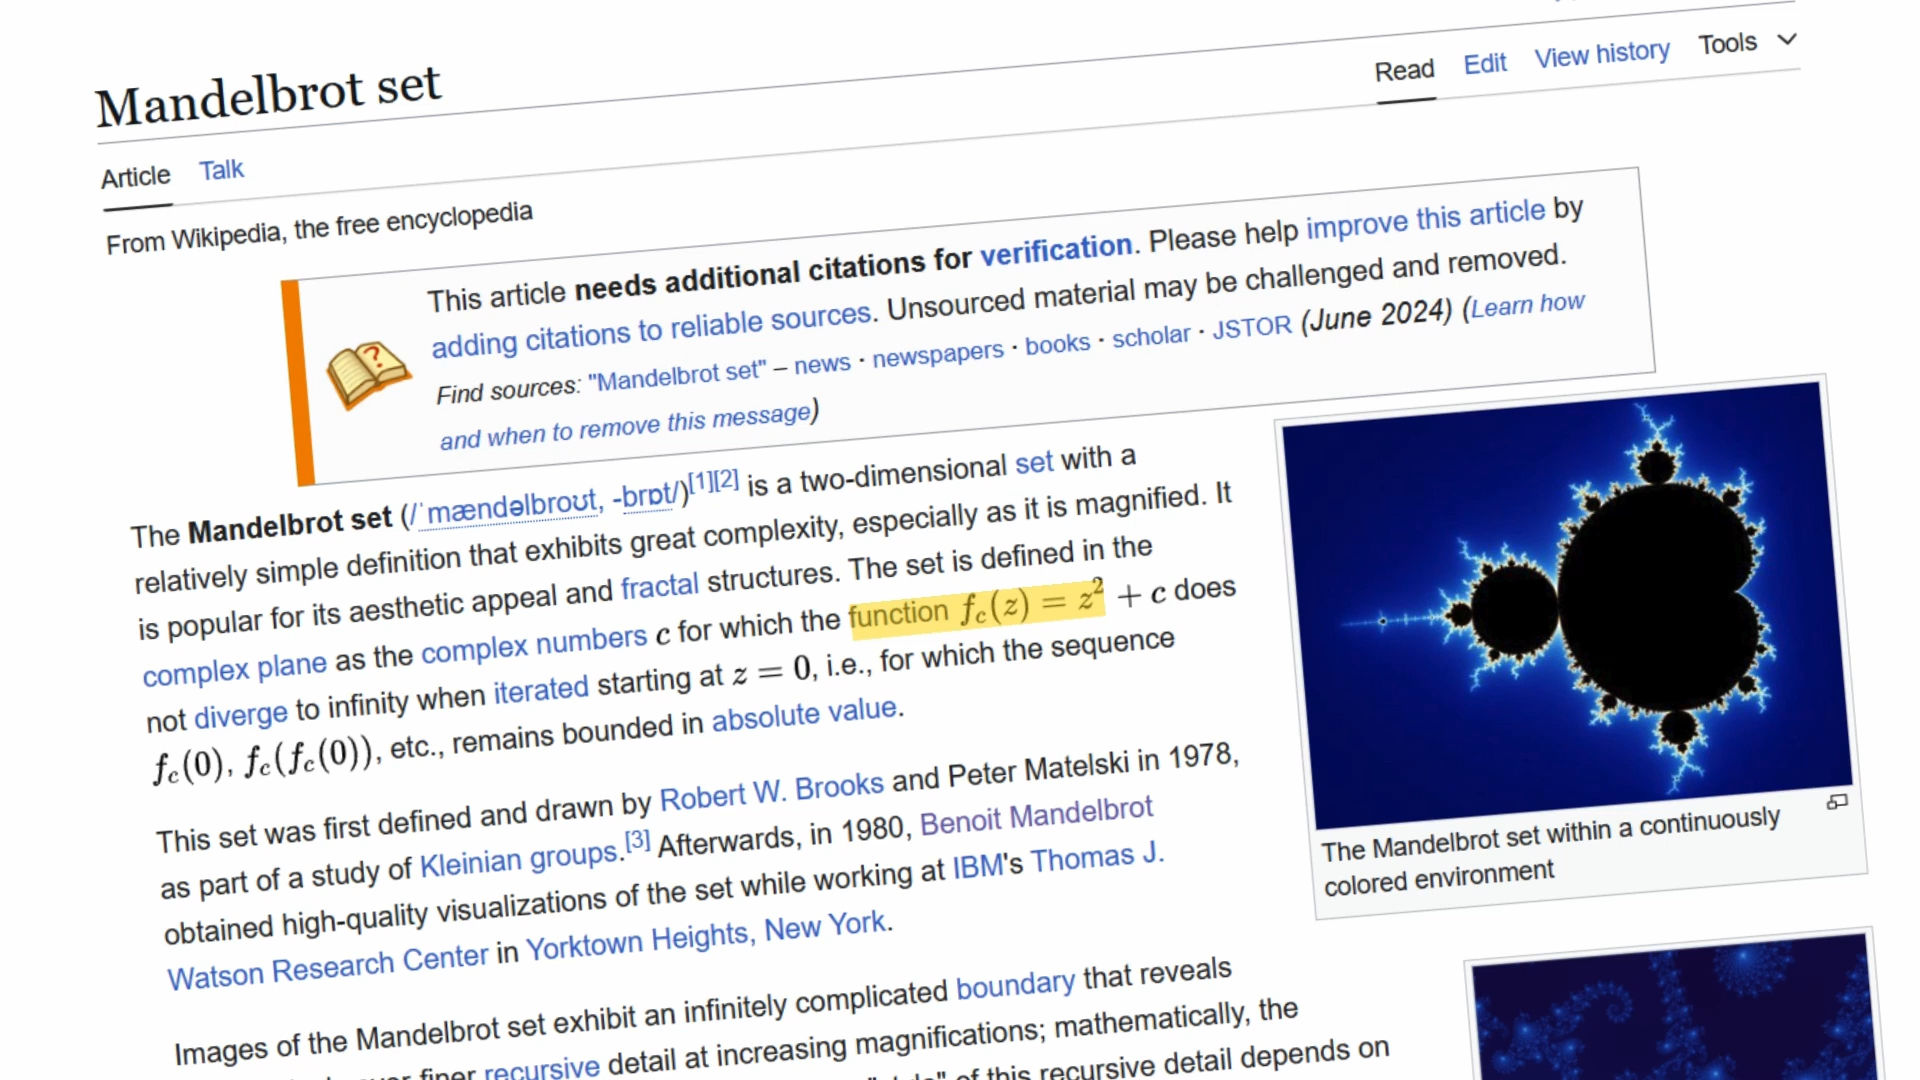 Mandelbrot set
Read Edit View history Tools
Article Talk
From Wikipedia, the free encyclopedia
This article needs additional citations for verification. Please help improve this article by
adding citations to reliable sources. Unsourced material may be challenged and removed.
Find sources: "Mandelbrot set" – news · newspapers · books · scholar · JSTOR (June 2024) (Learn how
and when to remove this message)
The Mandelbrot set (/ˈmændəlbroʊt, -brɒt/)[1][2] is a two-dimensional set with a
relatively simple definition that exhibits great complexity, especially as it is magnified. It
is popular for its aesthetic appeal and fractal structures. The set is defined in the
complex plane as the complex numbers c for which the function f_c(z) = z² + c does
not diverge to infinity when iterated starting at z = 0, i.e., for which the sequence
f_c(0), f_c(f_c(0)), etc., remains bounded in absolute value.
This set was first defined and drawn by Robert W. Brooks and Peter Matelski in 1978,
as part of a study of Kleinian groups.[3] Afterwards, in 1980, Benoit Mandelbrot
obtained high-quality visualizations of the set while working at IBM's Thomas J.
Watson Research Center in Yorktown Heights, New York.
The Mandelbrot set within a continuously
colored environment
Images of the Mandelbrot set exhibit an infinitely complicated boundary that reveals
finer recursive detail at increasing magnifications; mathematically, the
of this recursive detail depends on